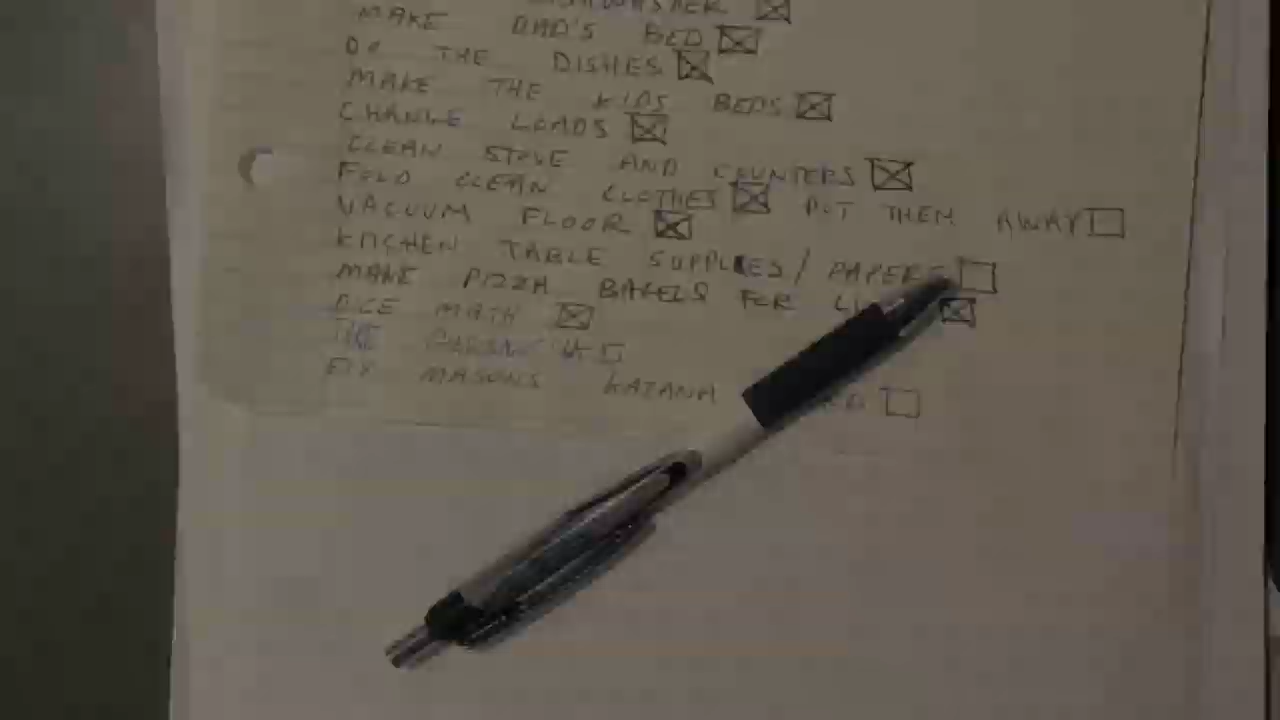 MAKE DAD'S BED ☒
DO THE DISHES ☒
MAKE THE KIDS BEDS ☒
CHANGE LOADS ☒
CLEAN STOVE AND COUNTERS ☒
FOLD CLEAN CLOTHES ☒ PUT THEM AWAY ☐
VACUUM FLOOR ☒
KITCHEN TABLE SUPPLIES/ PAPERS ☐
MAKE PIZZA BAGELS FOR ☒
DICE MATH ☒
FIX MASONS KATANA ☐